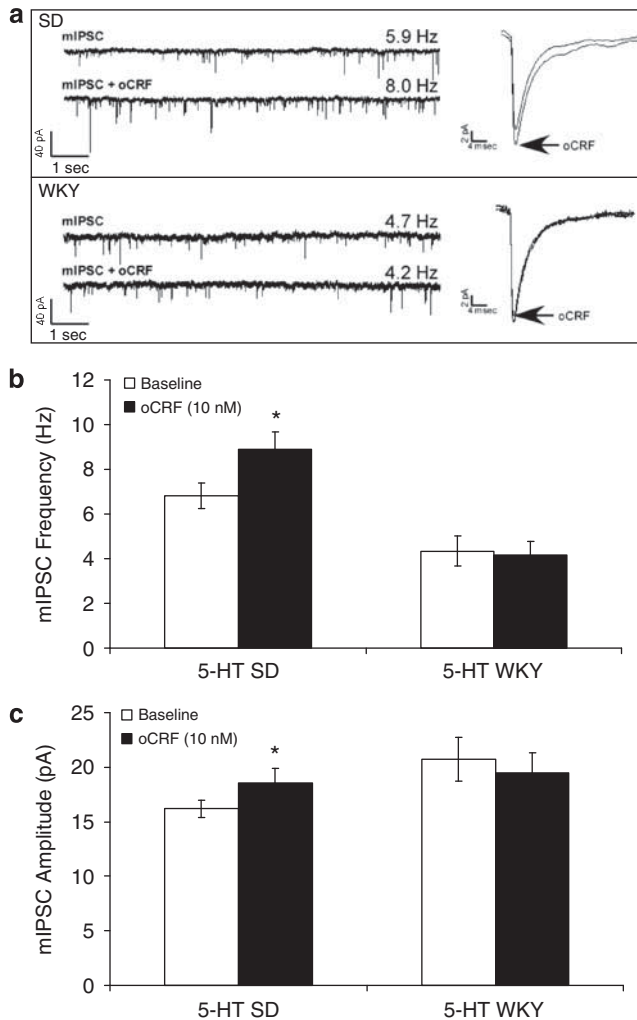 a
SD
mIPSC
5.9 Hz
mIPSC + oCRF
8.0 Hz
40 pA
1 sec
2 pA
4 msec
oCRF
WKY
mIPSC
4.7 Hz
mIPSC + oCRF
4.2 Hz
40 pA
1 sec
2 pA
4 msec
oCRF
b
mIPSC Frequency (Hz)
12
10
8
6
4
2
0
Baseline
oCRF (10 nM)
*
5-HT SD
5-HT WKY
c
mIPSC Amplitude (pA)
25
20
15
10
5
0
Baseline
oCRF (10 nM)
*
5-HT SD
5-HT WKY